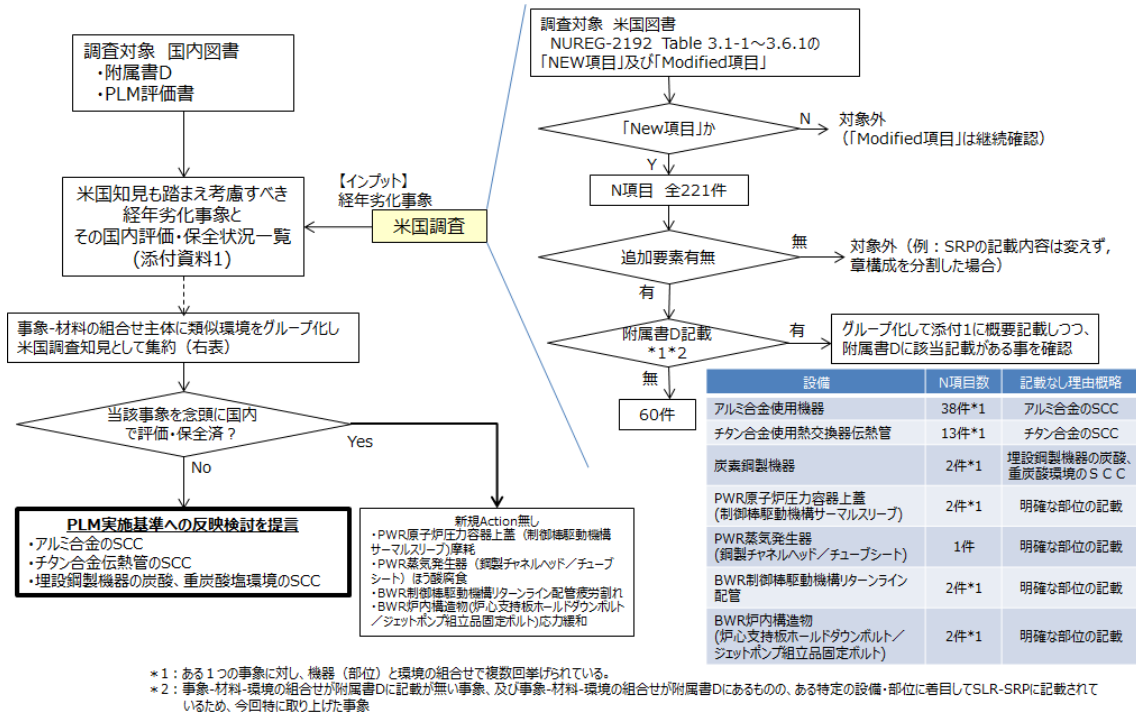 調査対象 国内図書
・附属書D
・PLM評価書
米国知見も踏まえ考慮すべき
経年劣化事象と
その国内評価・保全状況一覧
(添付資料1)
【インプット】
経年劣化事象
米国調査
事象-材料の組合せ主体に類似環境をグループ化し
米国調査知見として集約（右表）
当該事象を念頭に国内
で評価・保全済？
Yes
No
PLM実施基準への反映検討を提言
・アルミ合金のSCC
・チタン合金伝熱管のSCC
・埋設鋼製機器の炭酸、重炭酸塩環境のSCC
新規Action無し
・PWR原子炉圧力容器上蓋（制御棒駆動機構
サーマルスリーブ)摩耗
・PWR蒸気発生器（鋼製チャネルヘッド／チューブ
シート）ほう酸腐食
・BWR制御棒駆動機構リターンライン配管疲労割れ
・BWR炉内構造物(炉心支持板ホールドダウンボルト
／ジェットポンプ組立品固定ボルト)応力緩和
調査対象 米国図書
NUREG-2192 Table 3.1-1～3.6.1の
「NEW項目」及び「Modified項目」
「New項目」か
N
対象外
（「Modified項目」は継続確認）
Y
N項目 全221件
追加要素有無
無
対象外（例：SRPの記載内容は変えず，
章構成を分割した場合）
有
附属書D記載
*1*2
有
グループ化して添付1に概要記載しつつ、
附属書Dに該当記載がある事を確認
無
60件
設備 N項目数 記載なし理由概略
アルミ合金使用機器 38件*1 アルミ合金のSCC
チタン合金使用熱交換器伝熱管 13件*1 チタン合金のSCC
炭素鋼製機器 2件*1 埋設鋼製機器の炭酸、
重炭酸環境のＳＣＣ
PWR原子炉圧力容器上蓋
(制御棒駆動機構サーマルスリーブ) 2件*1 明確な部位の記載
PWR蒸気発生器
(鋼製チャネルヘッド／チューブシート) 1件 明確な部位の記載
BWR制御棒駆動機構リターンライン
配管 2件*1 明確な部位の記載
BWR炉内構造物
(炉心支持板ホールドダウンボルト／
ジェットポンプ組立品固定ボルト) 2件*1 明確な部位の記載
*1：ある１つの事象に対し、機器（部位）と環境の組合せで複数回挙げられている。
*2：事象-材料-環境の組合せが附属書Dに記載が無い事象、及び事象-材料-環境の組合せが附属書Dにあるものの、ある特定の設備・部位に着目してSLR-SRPに記載されて
いるため、今回特に取り上げた事象